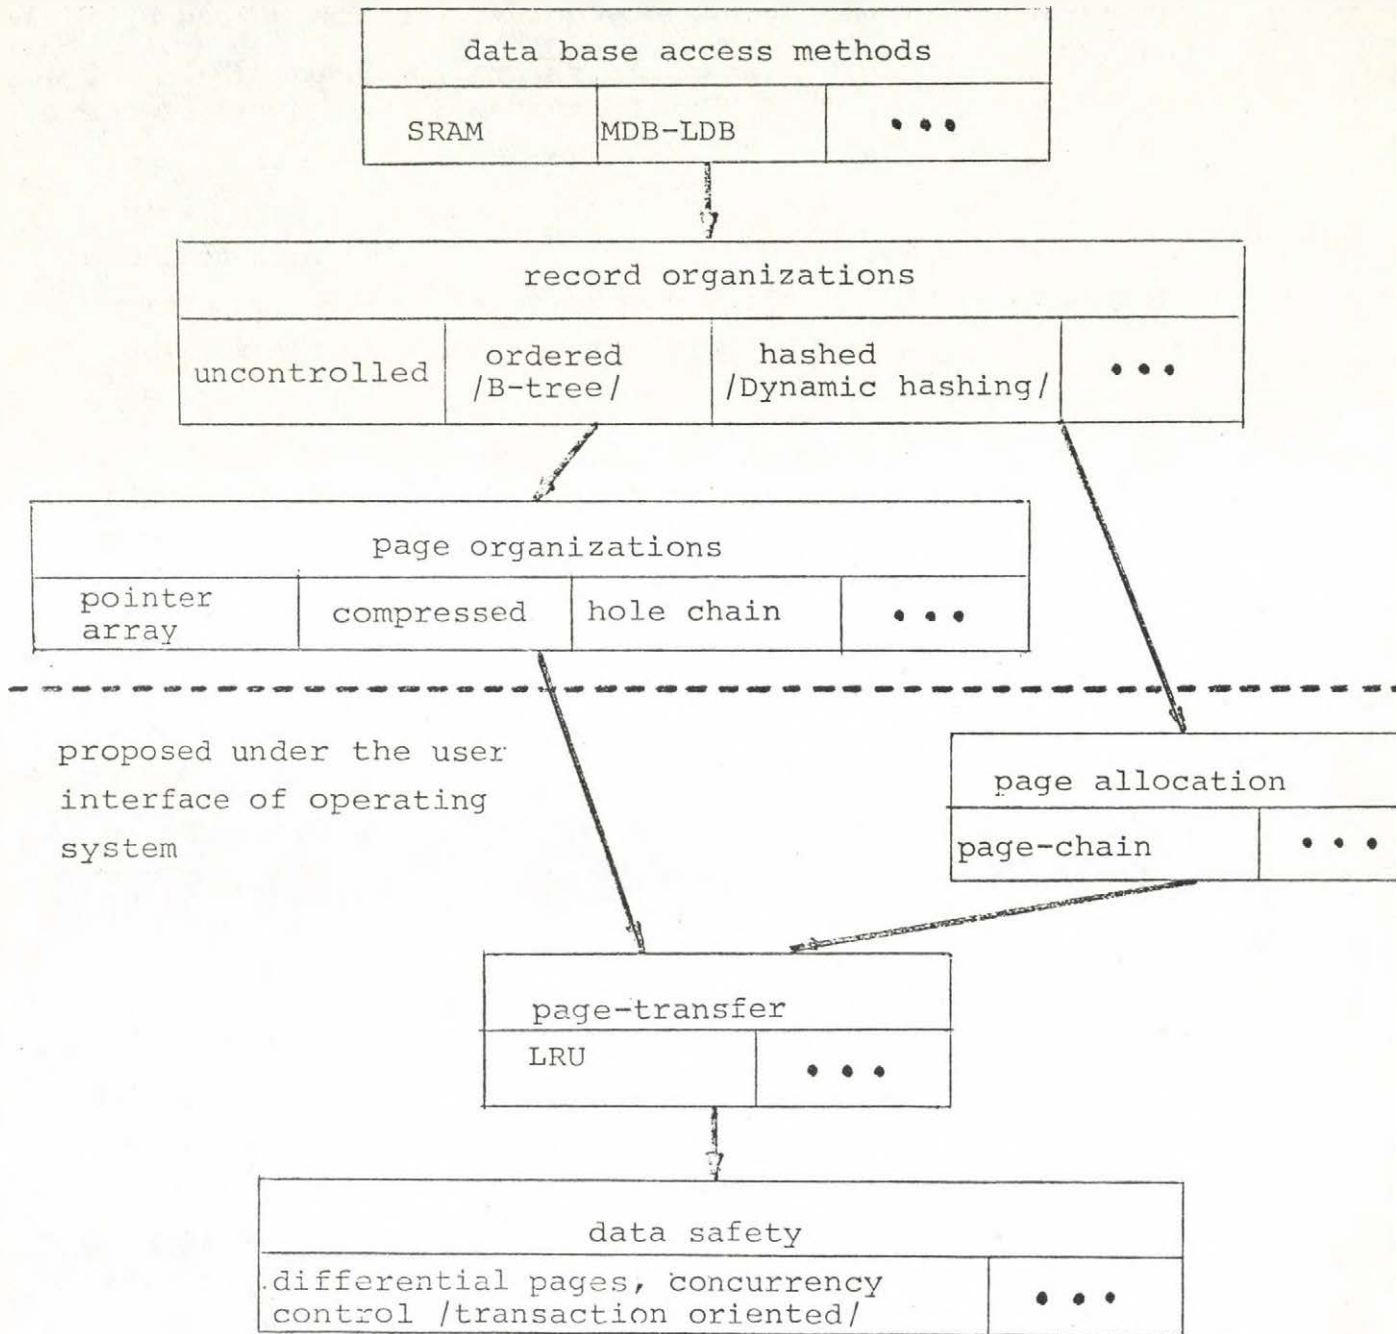 data base access methods
SRAM
MDB-LDB
•••
record organizations
uncontrolled
ordered
/B-tree/
hashed
/Dynamic hashing/
•••
page organizations
pointer
array
compressed
hole chain
•••
proposed under the user
interface of operating
system
page allocation
page-chain
•••
page-transfer
LRU
•••
data safety
differential pages, concurrency
control /transaction oriented/
•••